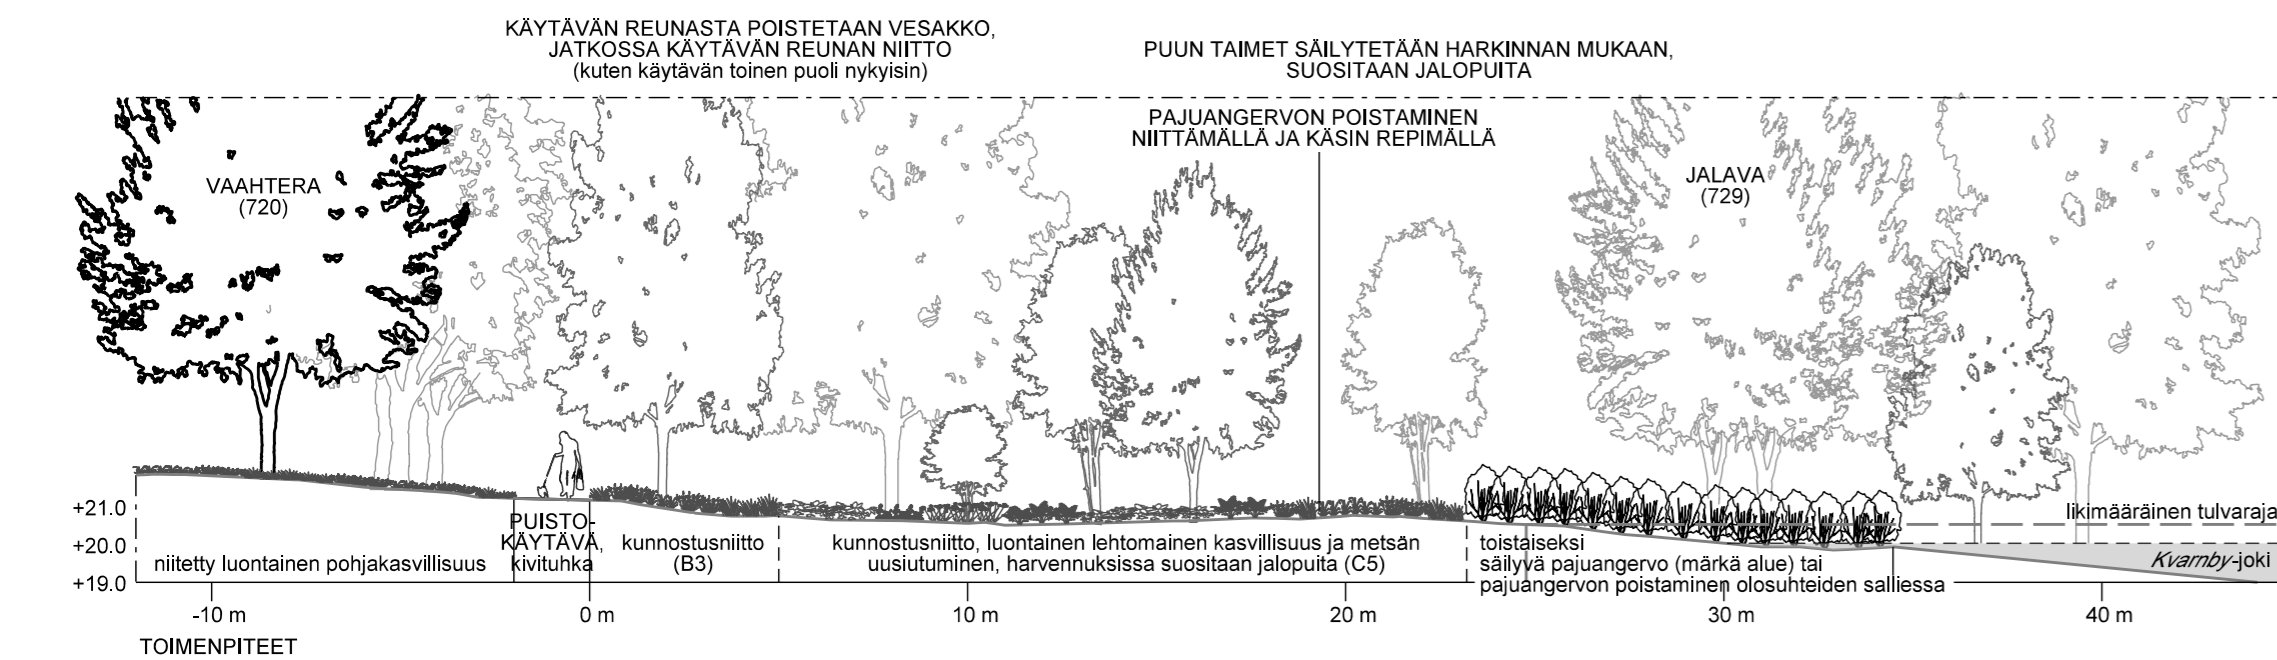 KÄYTÄVÄN REUNASTA POISTETAAN VESAKKO,
JATKOSSA KÄYTÄVÄN REUNAN NIITTO
(kuten käytävän toinen puoli nykyisin)
PUUN TAIMET SÄILYTETÄÄN HARKINNAN MUKAAN,
SUOSITAAN JALOPUITA
PAJUANGERVON POISTAMINEN
NIITTÄMÄLLÄ JA KÄSIN REPIMÄLLÄ
VAAHTERA
(720)
JALAVA
(729)
+21.0
+20.0
+19.0
niitetty luontainen pohjakasvillisuus
PUISTO-
KÄYTÄVÄ,
kivituhka
kunnostusniitto
(B3)
kunnostusniitto, luontainen lehtomainen kasvillisuus ja metsän
uusiutuminen, harvennuksissa suositaan jalopuita (C5)
toistaiseksi
säilyvä pajuangervo (märkä alue) tai
pajuangervon poistaminen olosuhteiden salliessa
likimääräinen tulvaraja
Kvarnby-joki
-10 m
0 m
10 m
20 m
30 m
40 m
TOIMENPITEET